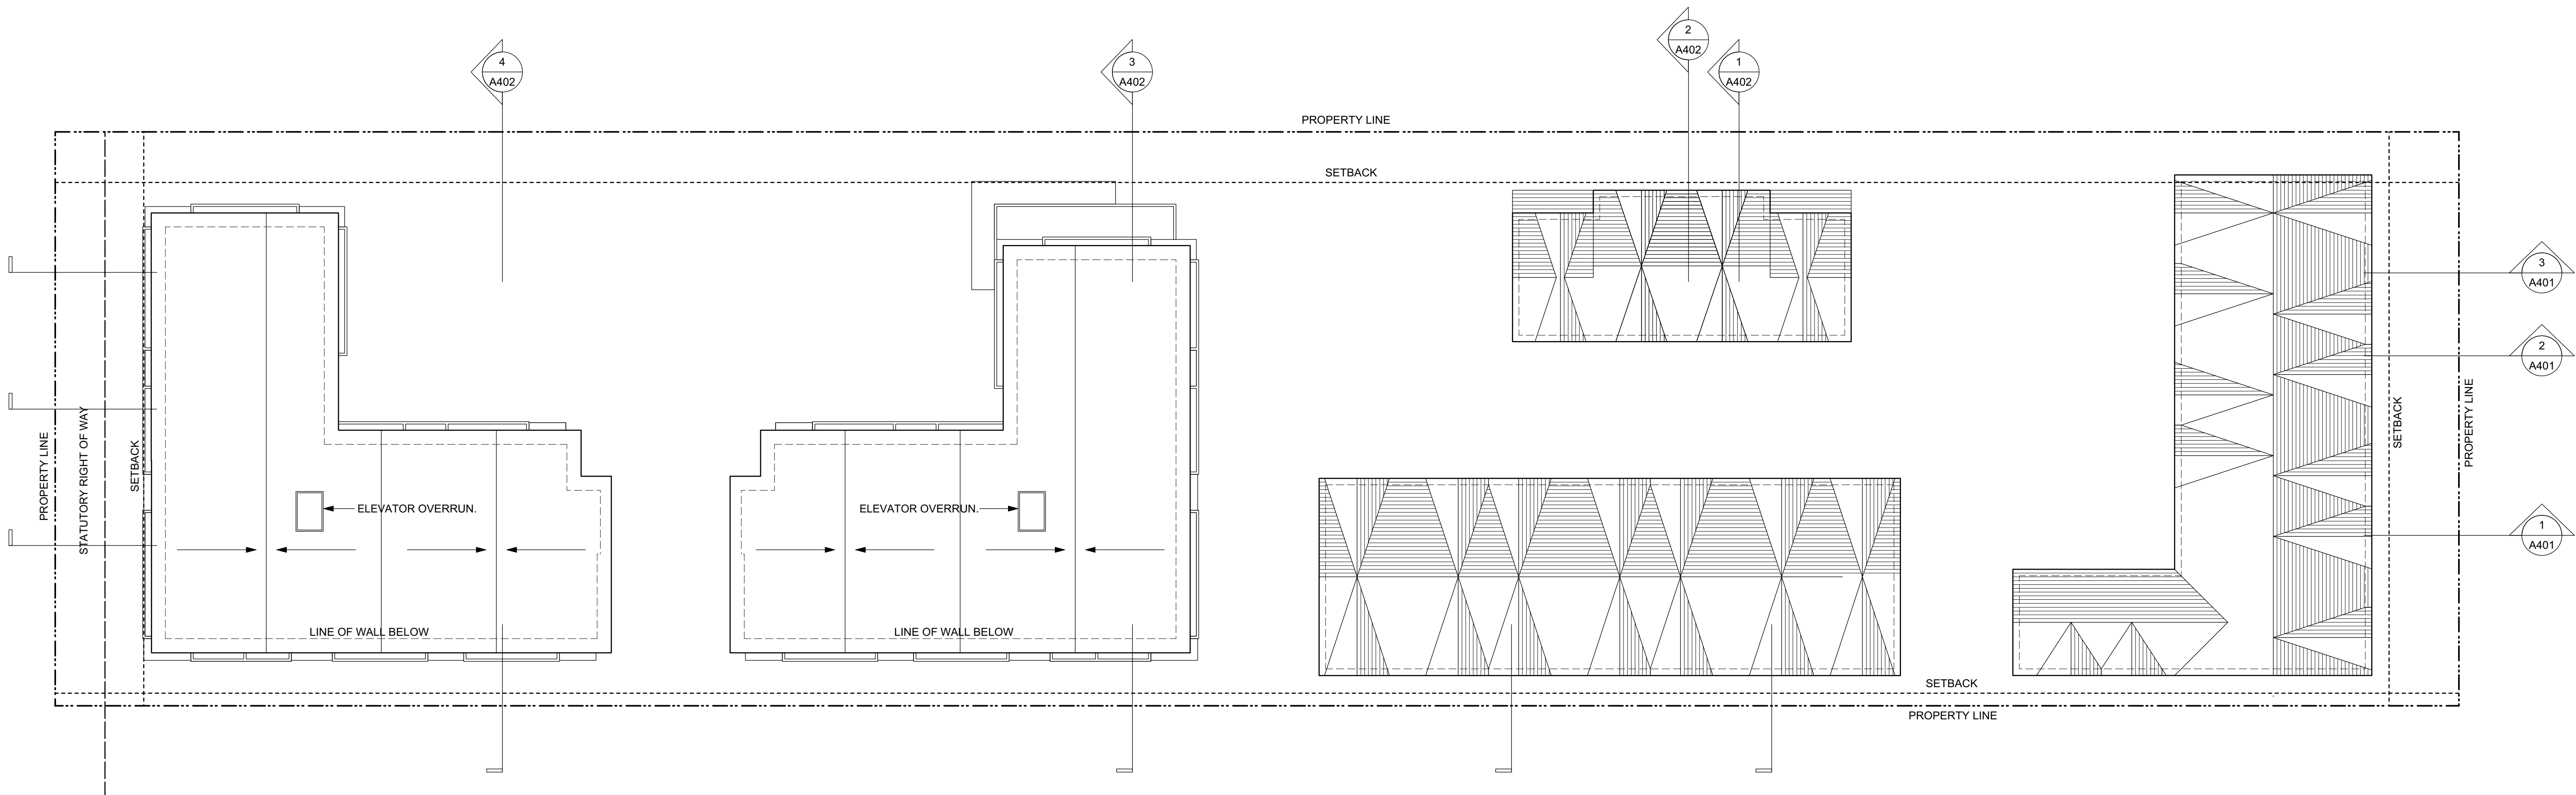 2
A402
4
A402
3
A402
1
A402
PROPERTY LINE
SETBACK
3
A401
2
A401
1
A401
PROPERTY LINE
STATUTORY RIGHT OF WAY
SETBACK
SETBACK
PROPERTY LINE
ELEVATOR OVERRUN.
ELEVATOR OVERRUN.
LINE OF WALL BELOW
LINE OF WALL BELOW
SETBACK
PROPERTY LINE